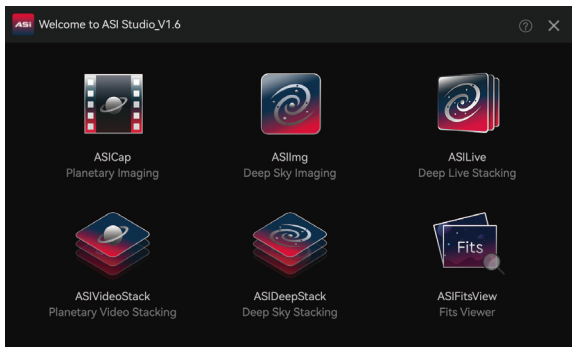 ASi Welcome to ASI Studio_V1.6
ASICap
Planetary Imaging
ASIImg
Deep Sky Imaging
ASILive
Deep Live Stacking
ASIVideoStack
Planetary Video Stacking
ASIDeepStack
Deep Sky Stacking
Fits
ASIFitsView
Fits Viewer